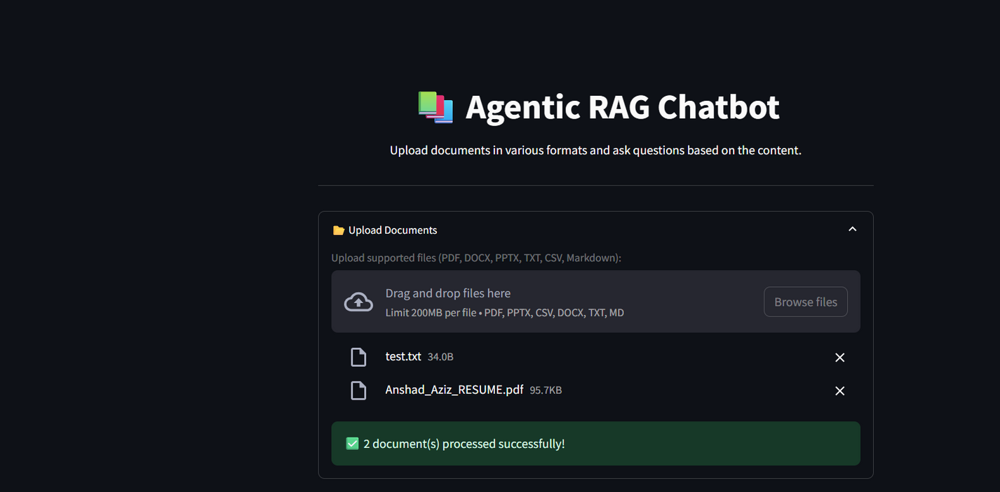 Agentic RAG Chatbot
Upload documents in various formats and ask questions based on the content.
Upload Documents
Upload supported files (PDF, DOCX, PPTX, TXT, CSV, Markdown):
Drag and drop files here
Limit 200MB per file • PDF, PPTX, CSV, DOCX, TXT, MD
Browse files
test.txt 34.0B
Anshad_Aziz_RESUME.pdf 95.7KB
✅ 2 document(s) processed successfully!